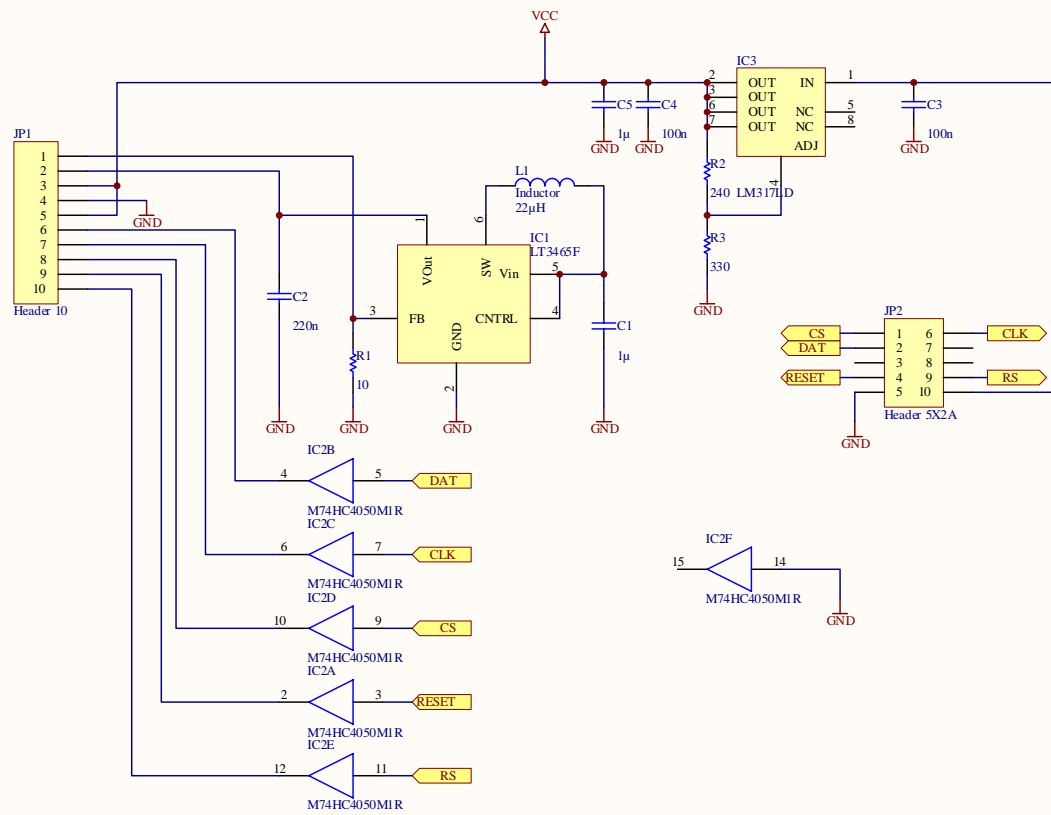 VCC
IC3
2 OUT IN 1
3 OUT
6 OUT NC 5
7 OUT NC 8
ADJ
4
C5
1µ
GND
C4
100n
GND
C3
100n
GND
R2
240 LM317LD
R3
330
GND
JP1
1
2
3
4
5
6
7
8
9
10
Header 10
GND
L1
Inductor
22µH
IC1
LT3465F
1
6
VOut
SW
Vin 5
3 FB
CNTRL 4
GND
2
GND
C2
220n
GND
R1
10
GND
C1
1µ
GND
JP2
CS 1 6 CLK
DAT 2 7
3 8
RESET 4 9 RS
5 10
Header 5X2A
GND
IC2B
4 5 DAT
M74HC4050M1R
IC2C
6 7 CLK
M74HC4050M1R
IC2D
10 9 CS
M74HC4050M1R
IC2A
2 3 RESET
M74HC4050M1R
IC2E
12 11 RS
M74HC4050M1R
IC2F
15 14
M74HC4050M1R
GND